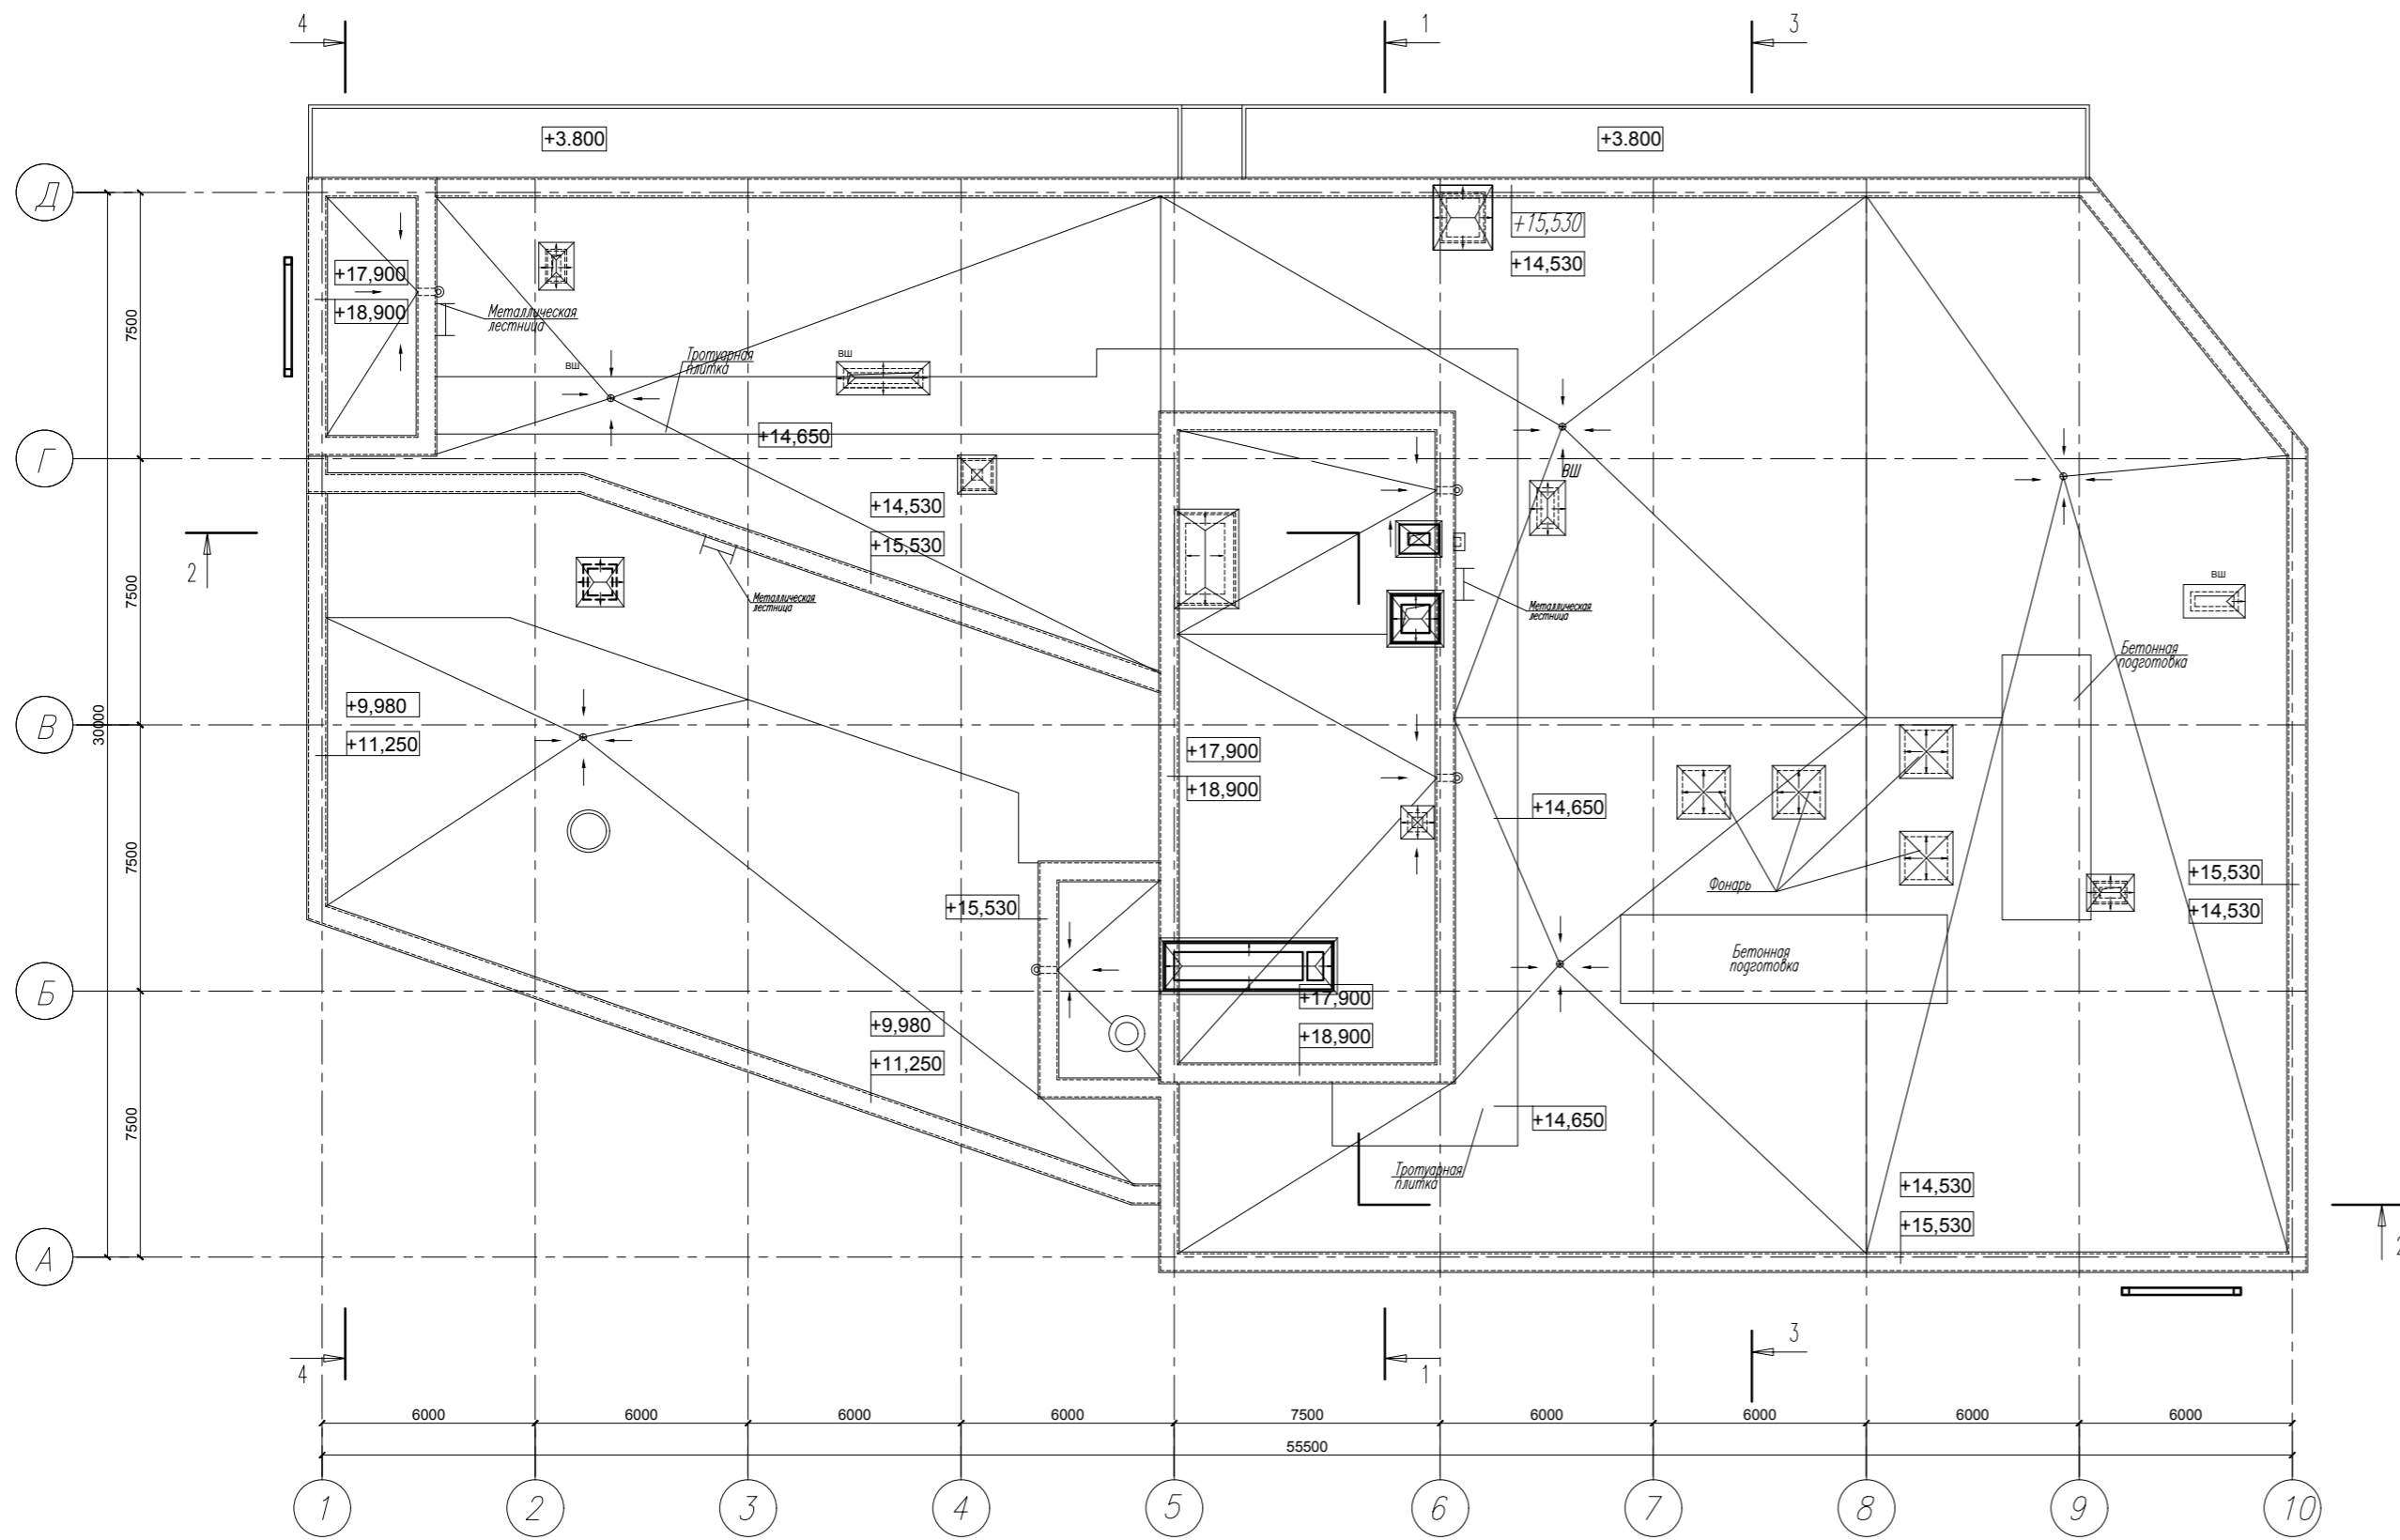 4
1
3
+3.800
+3.800
Д
+15,530
+17,900
+14,530
+18,900
Металлическая
лестница
7500
Тротуарная
плитка
ВШ
ВШ
+14,650
Г
ВШ
+14,530
+15,530
2
7500
ВШ
Металлическая
лестница
Металлическая
лестница
Бетонная
подготовка
+9,980
+11,250
В
30000
+17,900
+18,900
+14,650
7500
Фонарь
+15,530
+14,530
+15,530
Бетонная
подготовка
Б
+17,900
+18,900
+9,980
+11,250
7500
+14,650
Тротуарная
плитка
+14,530
+15,530
А
2
4
1
3
6000
6000
6000
6000
7500
6000
6000
6000
6000
55500
1
2
3
4
5
6
7
8
9
10